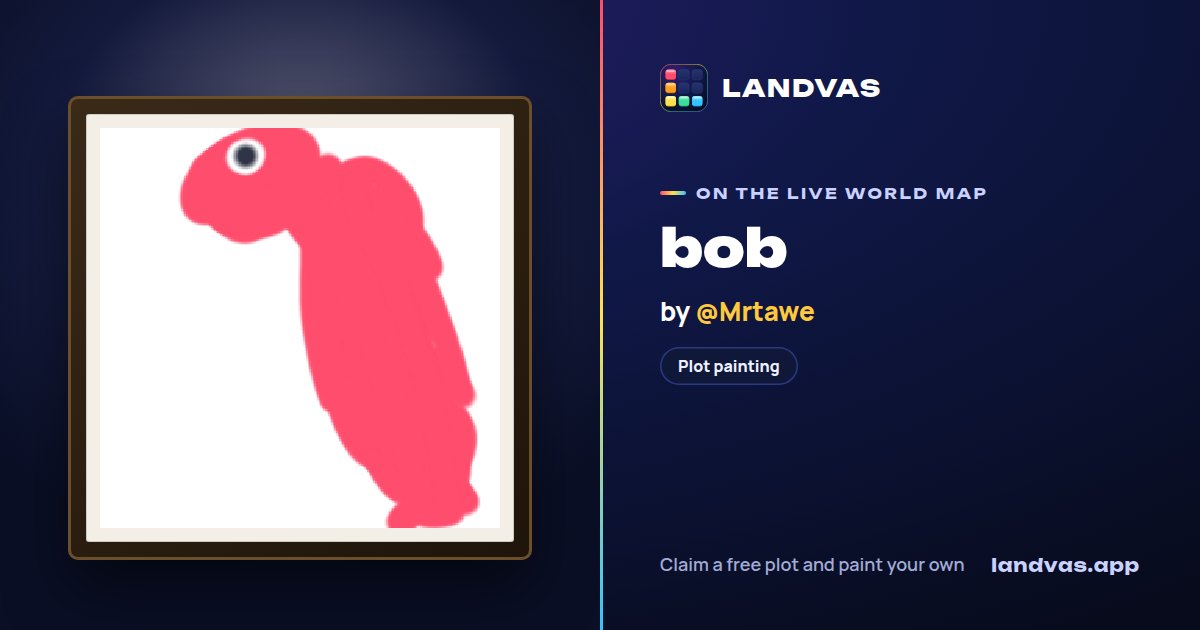 LANDVAS
ON THE LIVE WORLD MAP
bob
by @Mrtawe
Plot painting
Claim a free plot and paint your own landvas.app